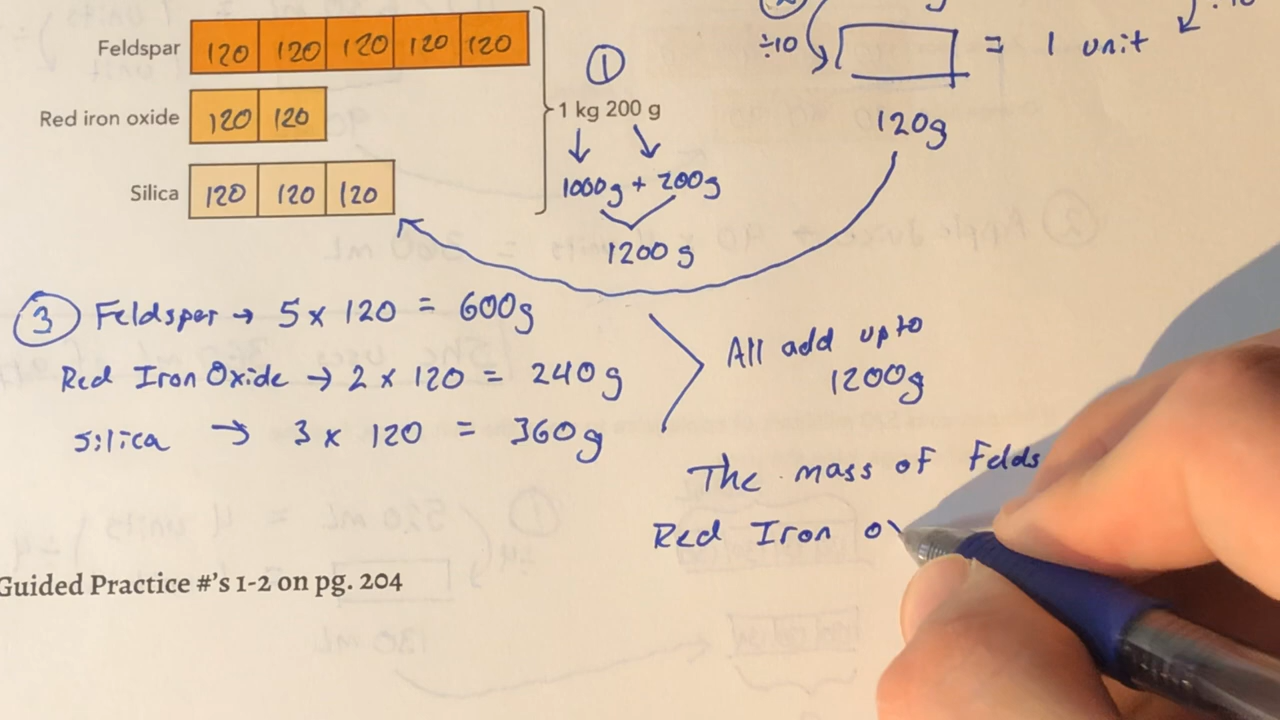 Feldspar 120 120 120 120 120
÷10 = 1 unit
①
Red iron oxide 120 120
1 kg 200 g
120g
Silica 120 120 120
1000g + 200g
1200 g
③ Feldspar → 5 x 120 = 600g
Red Iron Oxide → 2 x 120 = 240g
Silica → 3 x 120 = 360g
All add up to
1200g
The mass of Felds
Red Iron ox
Guided Practice #'s 1-2 on pg. 204